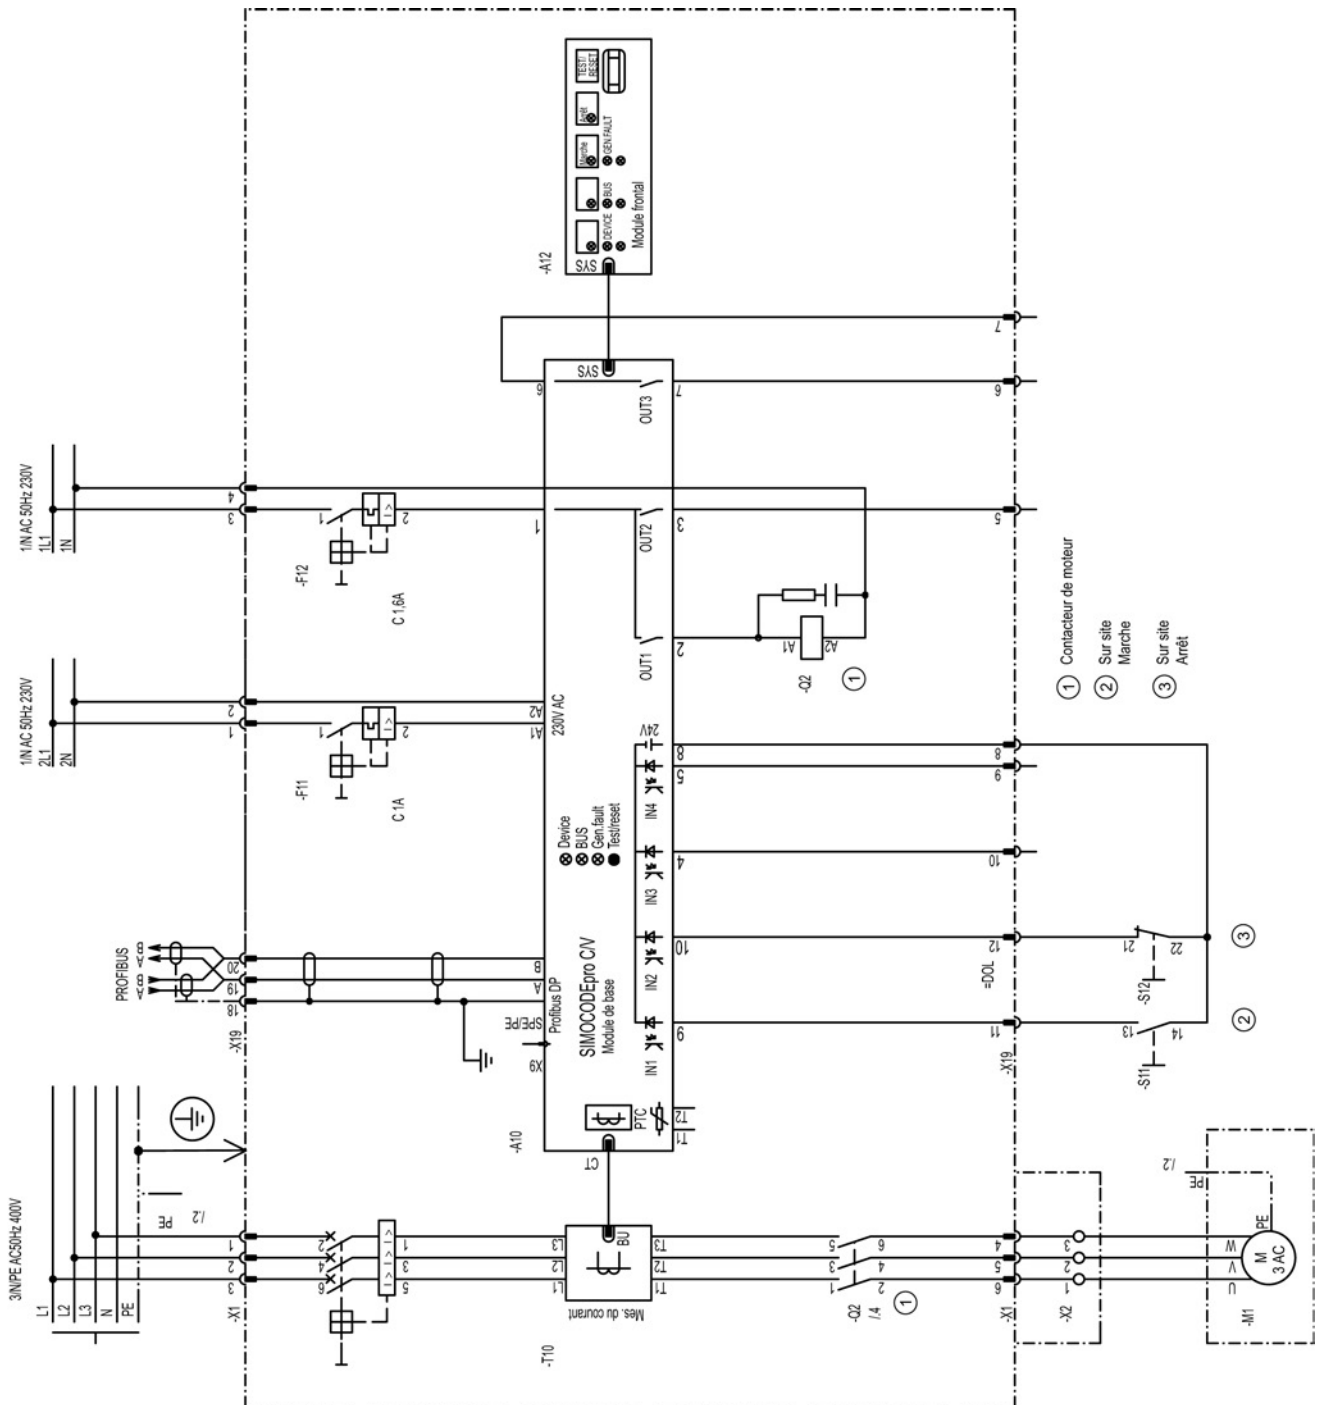 3/N/PE AC50Hz 400V
L1
L2
L3
N
PE
PE
/.2
-X1
3
2
1
6
4
2
5
3
1
-T10
Mes. du courant
L1
L2
L3
BU
T1
T2
T3
-Q2
/.4
1
3
5
2
4
6
1
-X1
6
5
4
-X2
1
2
3
U
V
W
PE
PE
/.2
-M1
M
3 AC
PROFIBUS
A
B
A
B
-X19
18
19
20
SPE/PE
A
B
X9
Profibus DP
-A10
CT
SIMOCODEpro C/V
Module de base
Device
BUS
Gen.fault
Test/reset
PTC
T1
T2
IN1
IN2
IN3
IN4
24V
9
10
4
5
8
-X19
11
=DOL
12
10
9
8
-S11
13
14
2
-S12
21
22
3
1/N AC 50Hz 230V
2L1
2N
1
2
-F11
1
2
C 1A
A1
A2
230V AC
1/N AC 50Hz 230V
1L1
1N
3
4
-F12
1
2
C 1,6A
1
6
OUT1
OUT2
OUT3
SYS
2
3
7
-Q2
A1
A2
1
5
6
7
-A12
SYS
DEVICE
BUS
GEN.FAULT
Marche
Arrêt
TEST/
RESET
Module frontal
1 Contacteur de moteur
2 Sur site
Marche
3 Sur site
Arrêt